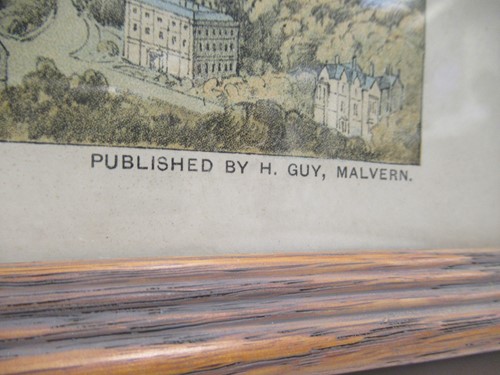 PUBLISHED BY H. GUY, MALVERN.